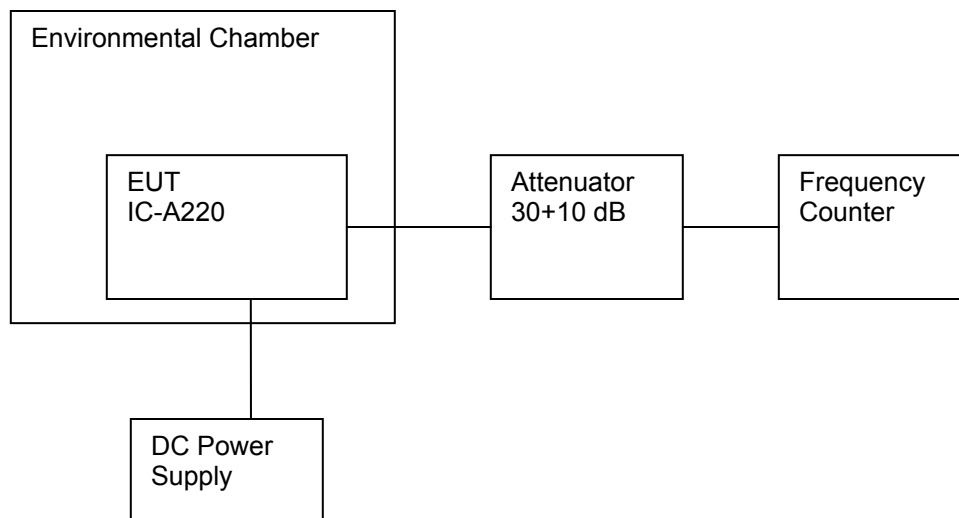 Environmental Chamber
EUT
IC-A220
Attenuator
30+10 dB
Frequency
Counter
DC Power
Supply